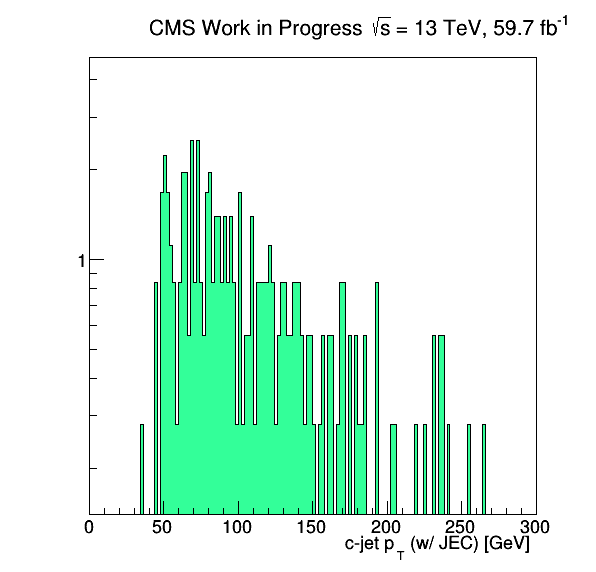 CMS Work in Progress √s = 13 TeV, 59.7 fb⁻¹
1
0 50 100 150 200 250 300
c-jet p_T (w/ JEC) [GeV]